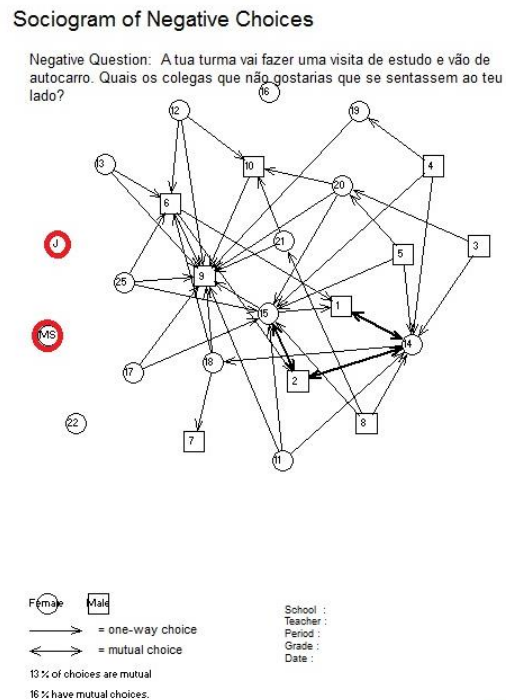 Sociogram of Negative Choices
Negative Question: A tua turma vai fazer uma visita de estudo e vão de
autocarro. Quais os colegas que não gostarias que se sentassem ao teu
lado?
16
12
19
13
10
4
20
6
J
21
3
5
9
25
1
15
MS
14
18
17
2
22
8
7
11
Female Male
= one-way choice
= mutual choice
13 % of choices are mutual
16 % have mutual choices.
School :
Teacher :
Period :
Grade :
Date :